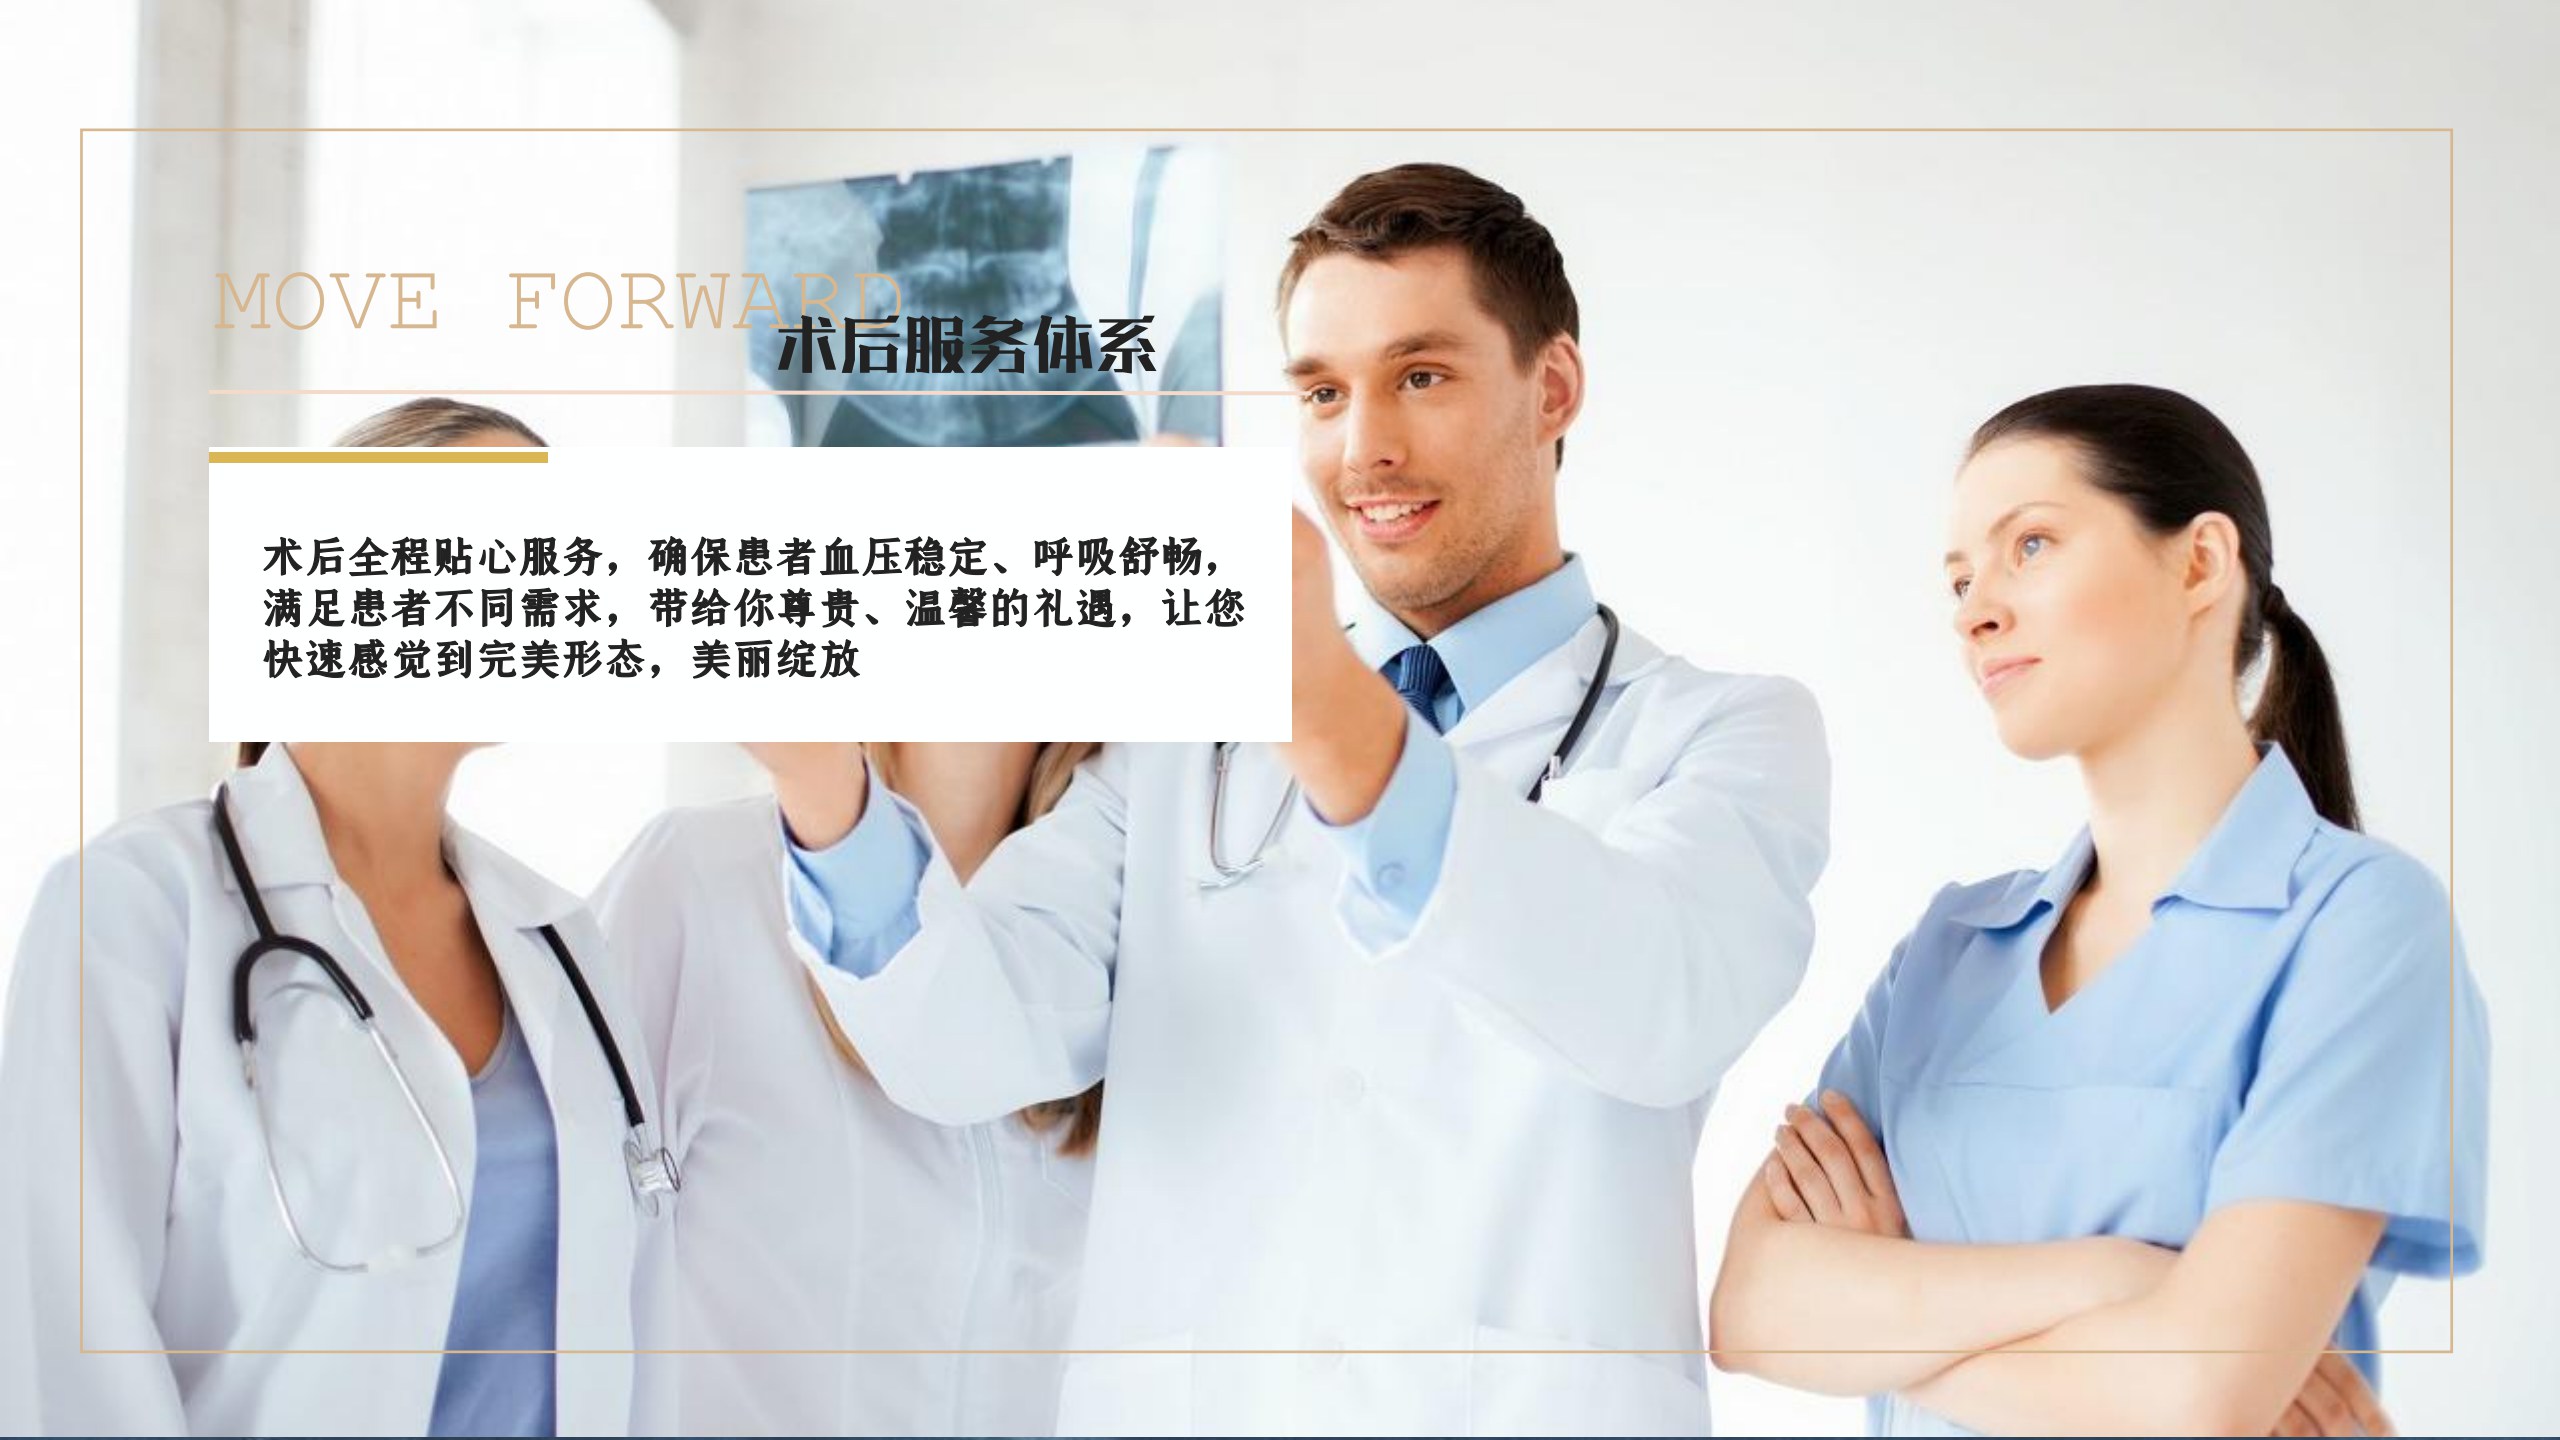 MOVE FORWARD
术后服务体系
术后全程贴心服务，确保患者血压稳定、呼吸舒畅，
满足患者不同需求，带给你尊贵、温馨的礼遇，让您
快速感觉到完美形态，美丽绽放